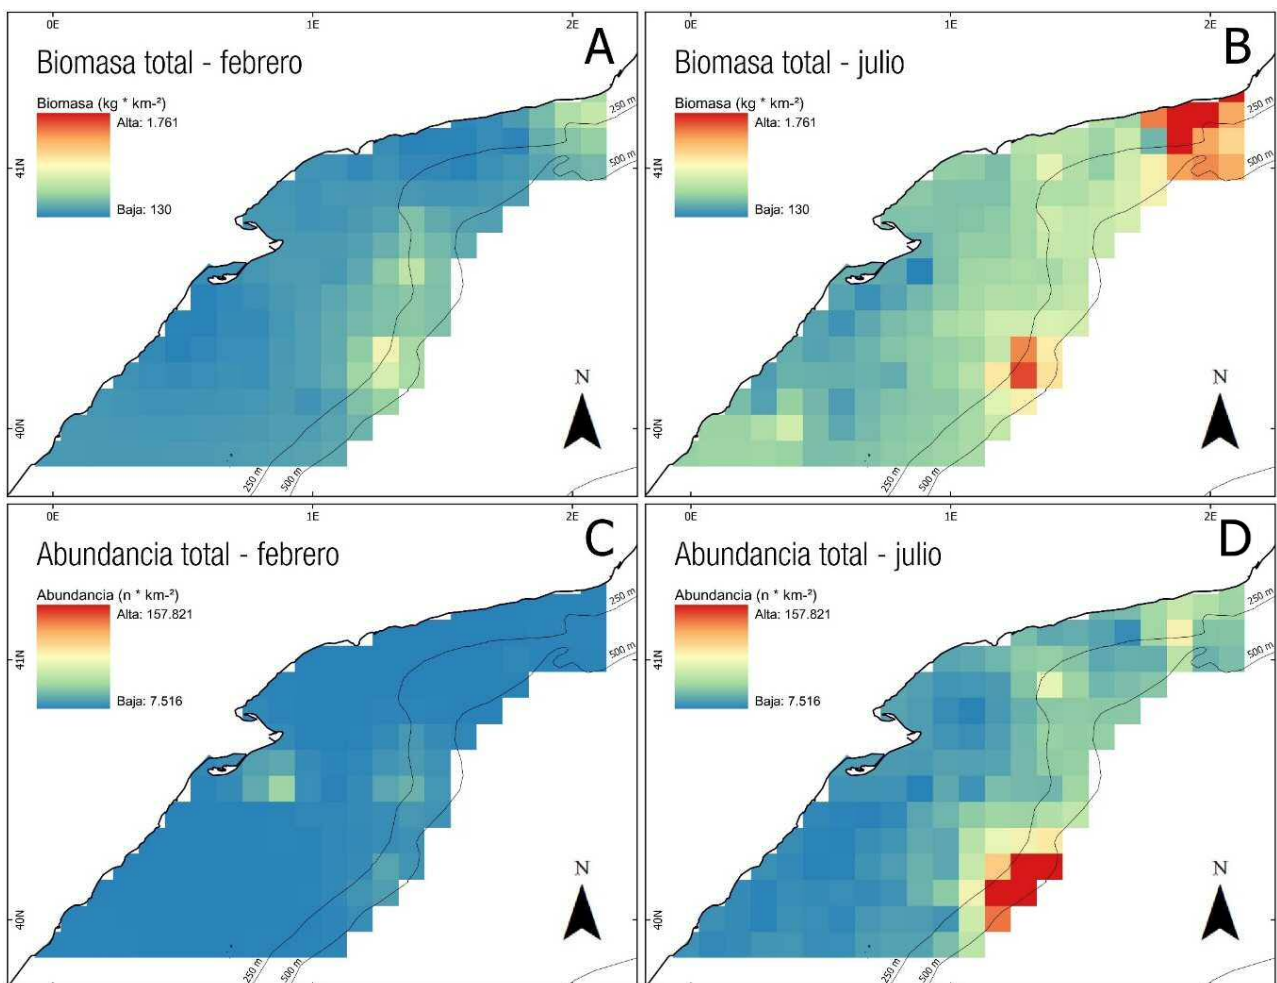 0E 1E 2E
A
Biomasa total - febrero
Biomasa (kg * km-²)
Alta: 1.761
Baja: 130
41N
40N
250 m
500 m
N
250 m
500 m
0E 1E 2E
B
Biomasa total - julio
Biomasa (kg * km-²)
Alta: 1.761
Baja: 130
41N
40N
250 m
500 m
N
250 m
500 m
0E 1E 2E
C
Abundancia total - febrero
Abundancia (n * km-²)
Alta: 157.821
Baja: 7.516
41N
40N
250 m
500 m
N
250 m
500 m
0E 1E 2E
D
Abundancia total - julio
Abundancia (n * km-²)
Alta: 157.821
Baja: 7.516
41N
40N
250 m
500 m
N
250 m
500 m